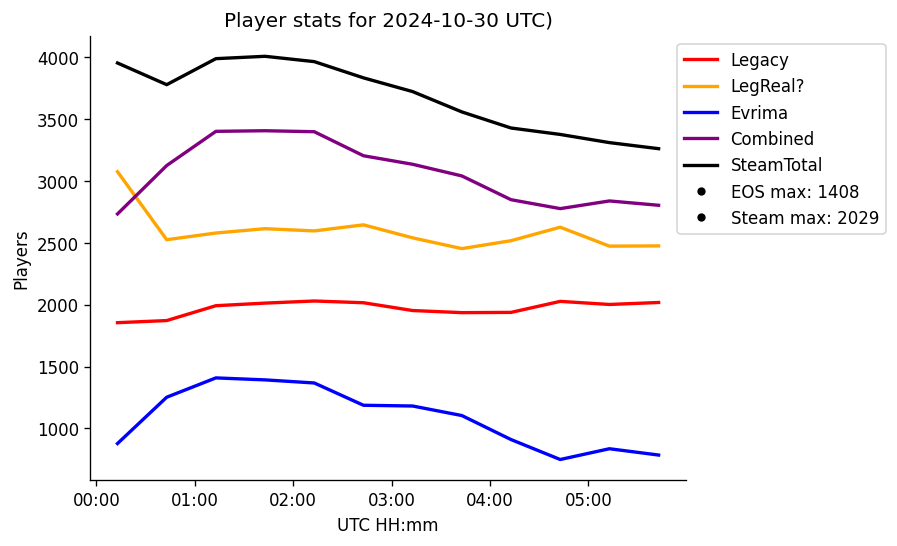 Player stats for 2024-10-30 UTC)
4000
3500
3000
2500
2000
1500
1000
Players
00:00 01:00 02:00 03:00 04:00 05:00
UTC HH:mm
Legacy
LegReal?
Evrima
Combined
SteamTotal
EOS max: 1408
Steam max: 2029